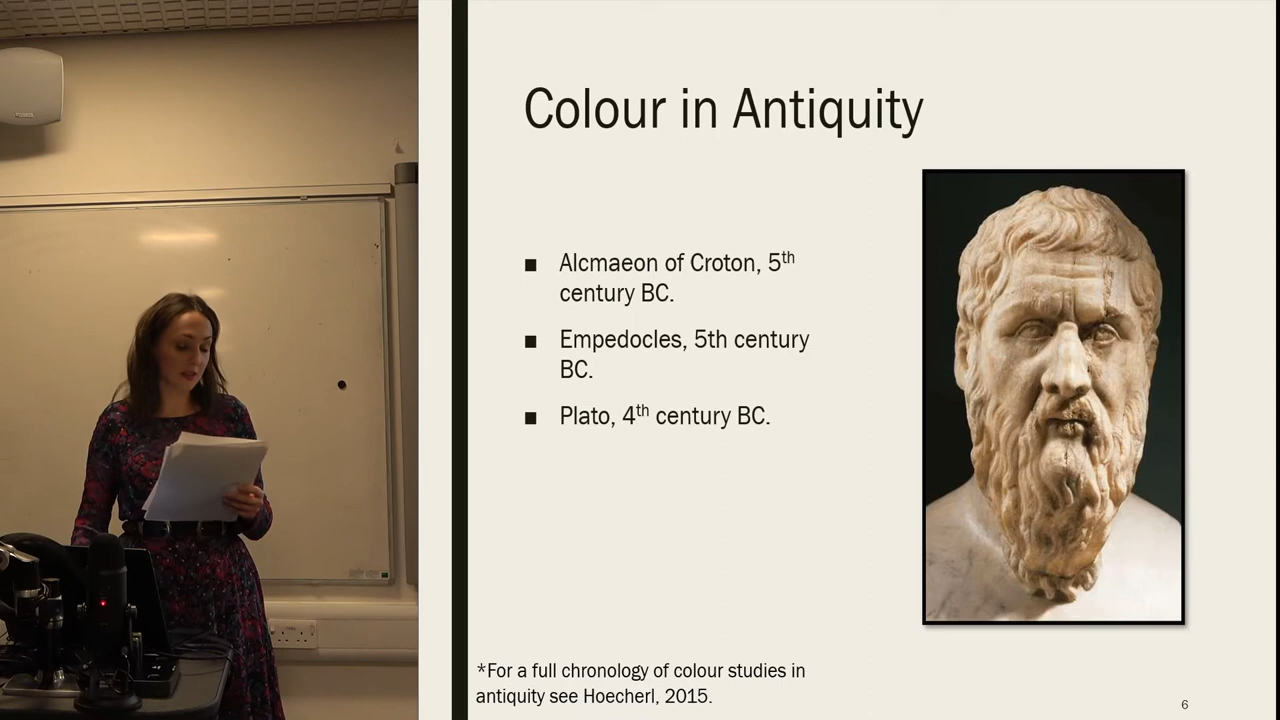 Colour in Antiquity
■ Alcmaeon of Croton, 5th
century BC.
■ Empedocles, 5th century
BC.
■ Plato, 4th century BC.
*For a full chronology of colour studies in
antiquity see Hoecherl, 2015.
6